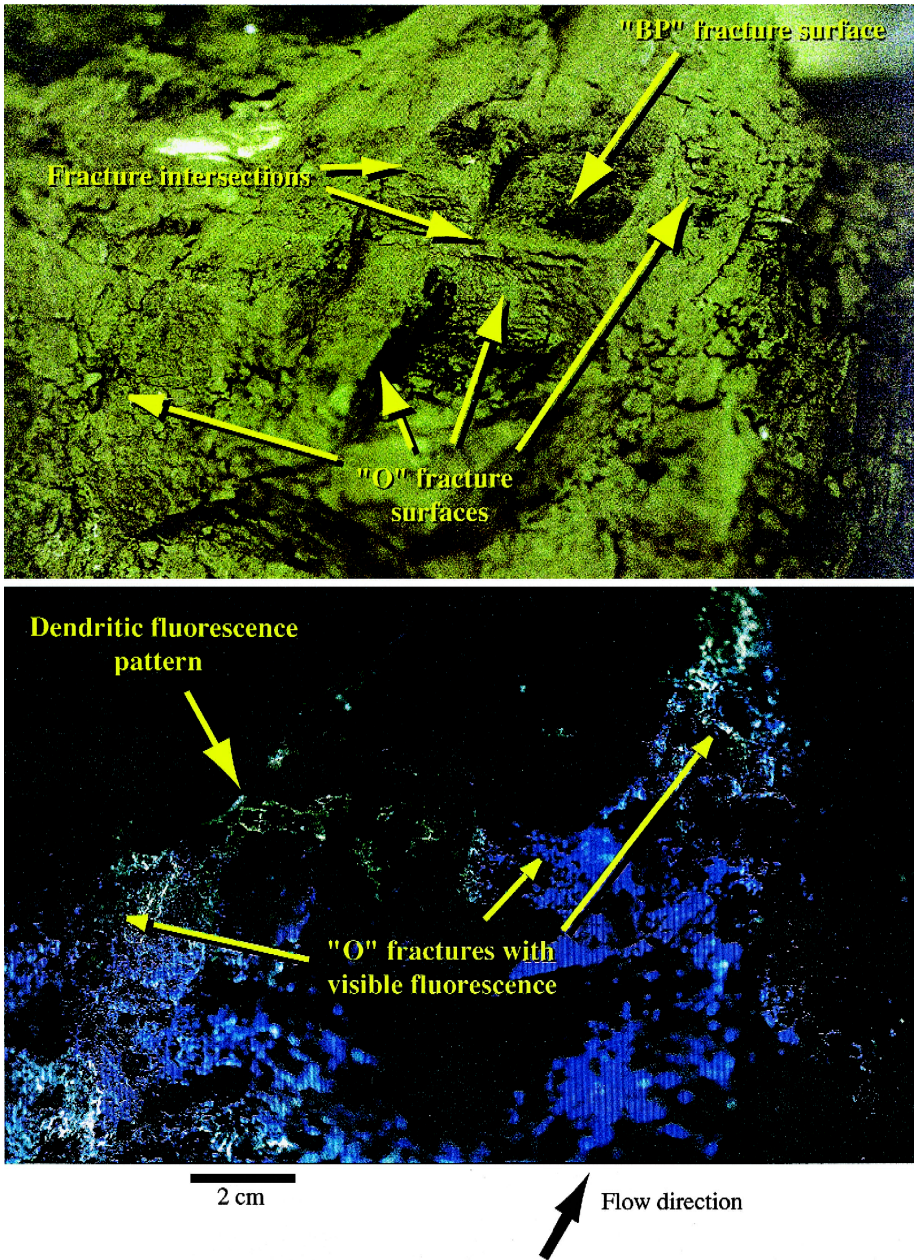 "BP" fracture surface
Fracture intersections
"O" fracture
surfaces
Dendritic fluorescence
pattern
"O" fractures with
visible fluorescence
2 cm
Flow direction